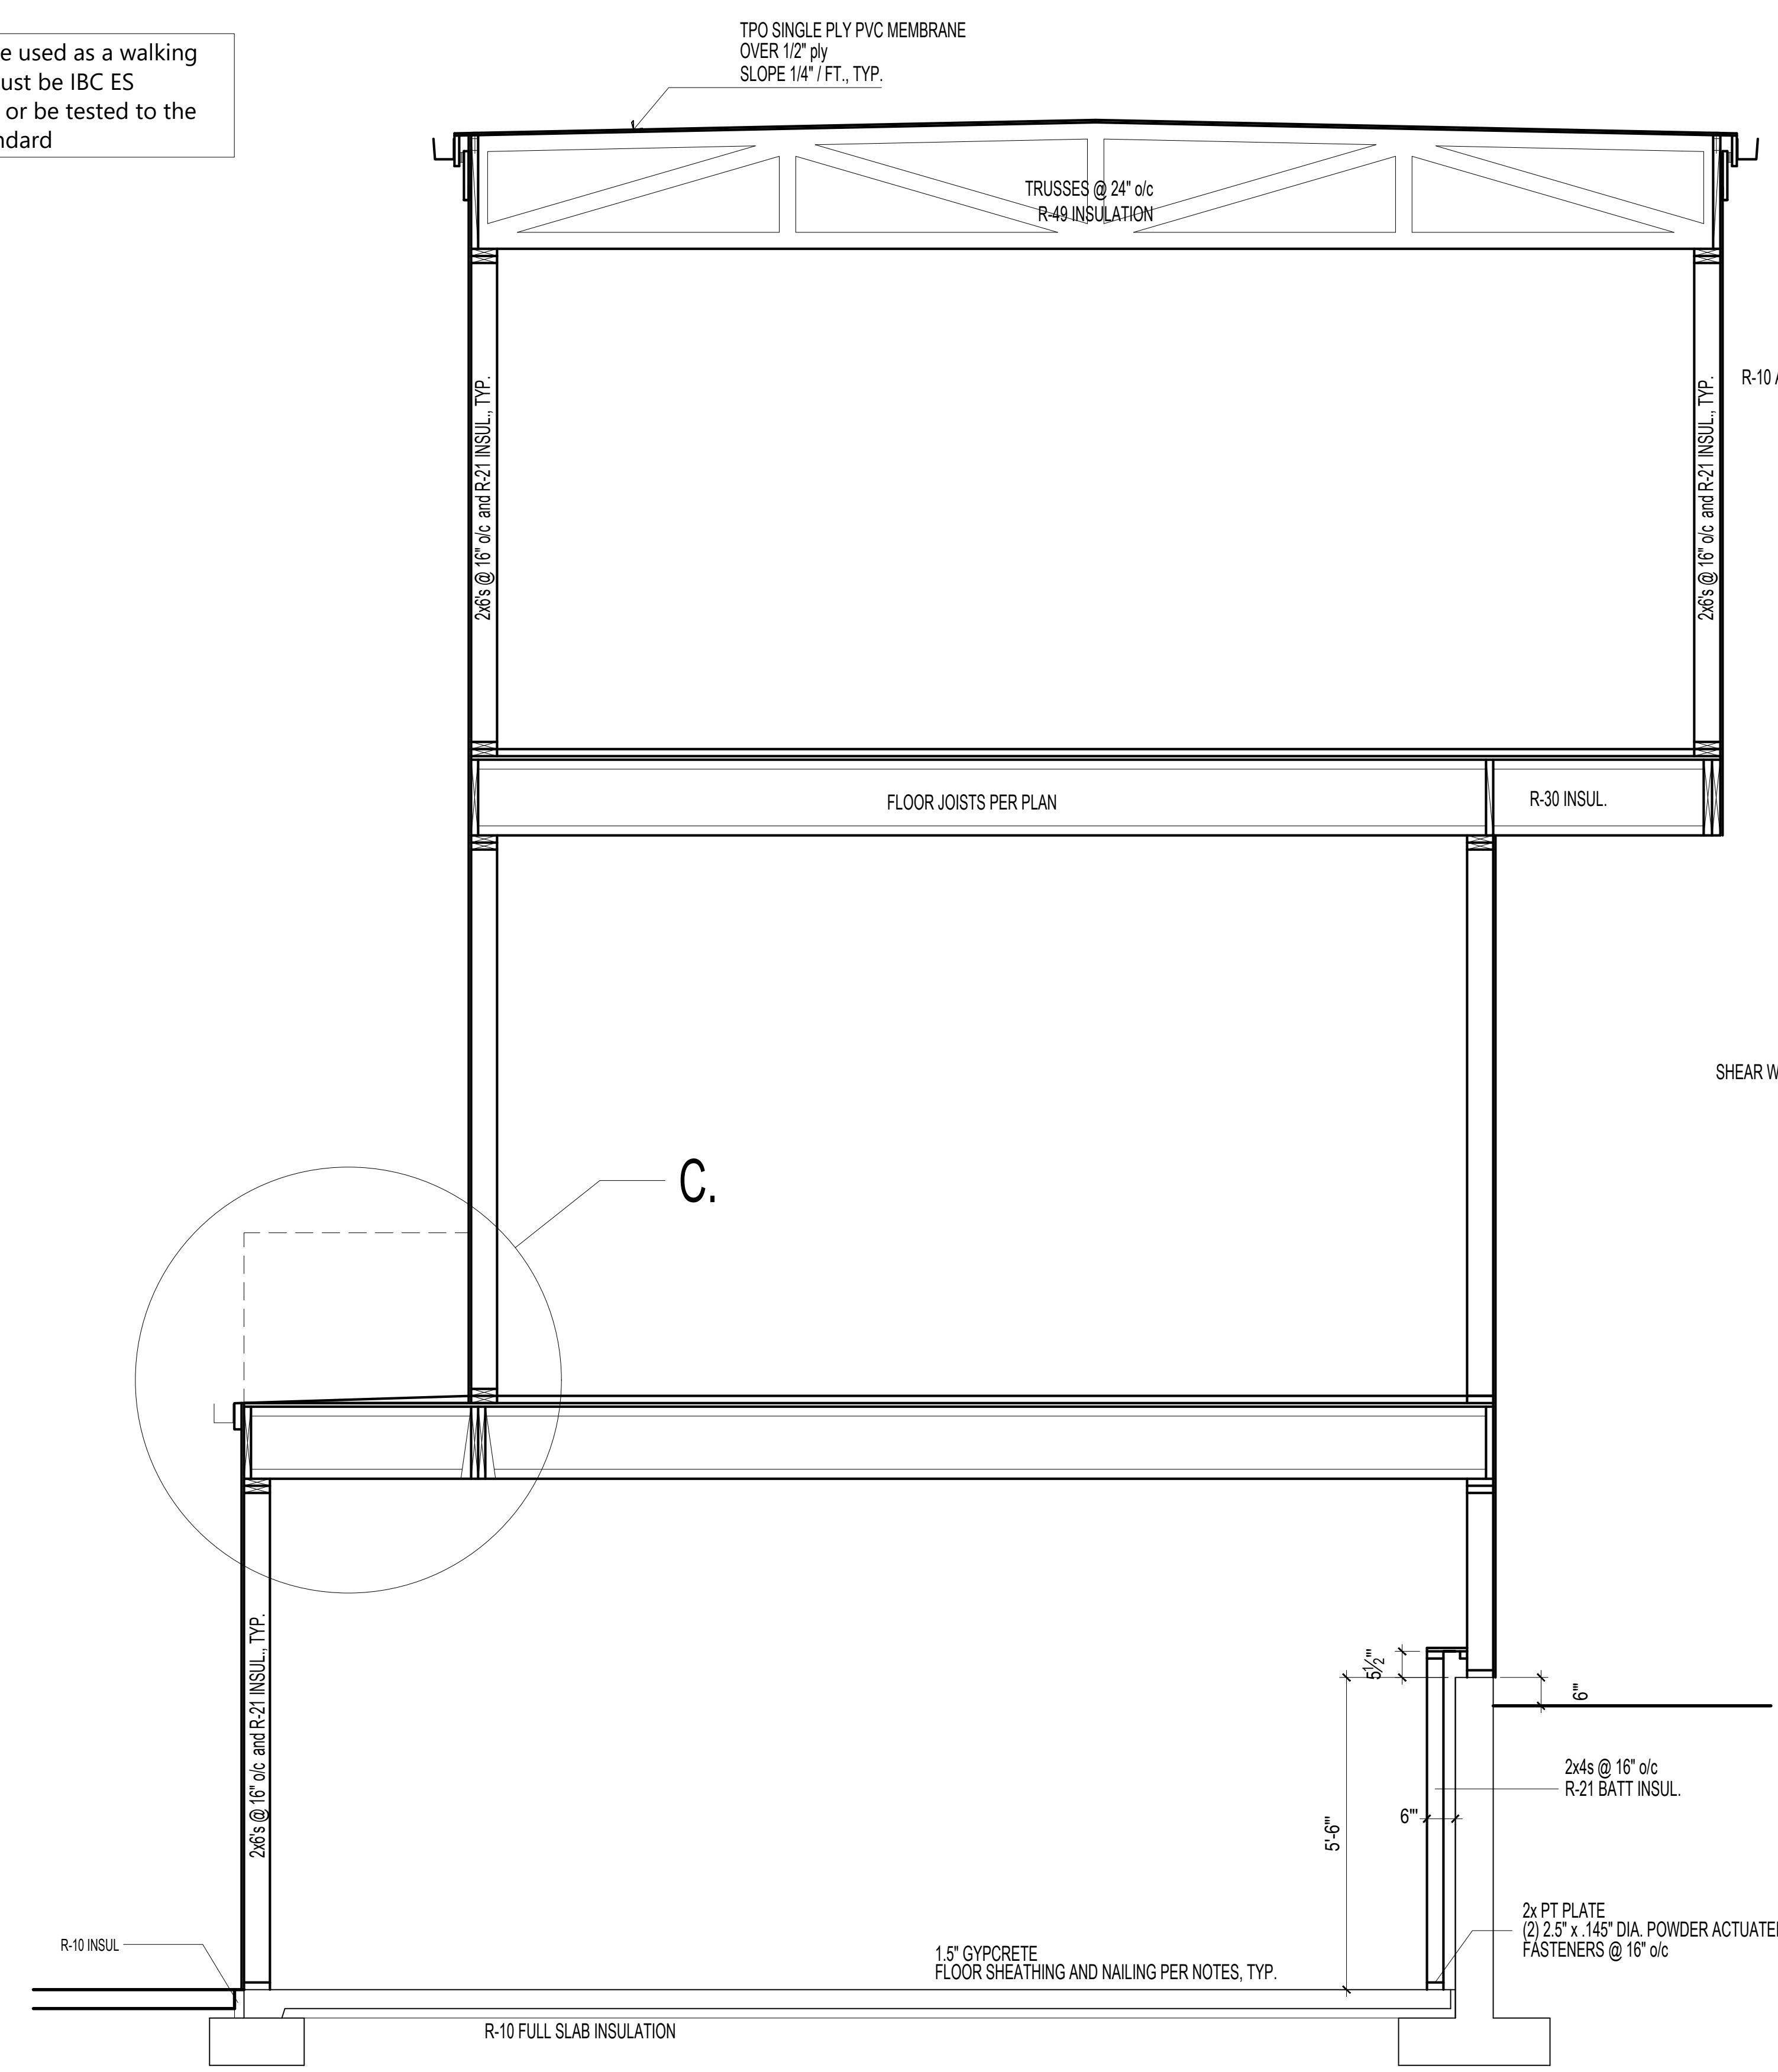 e used as a walking
ust be IBC ES
or be tested to the
ndard
TPO SINGLE PLY PVC MEMBRANE
OVER 1/2" ply
SLOPE 1/4" / FT., TYP.
TRUSSES @ 24" o/c
R-49 INSULATION
2x6's @ 16" o/c and R-21 INSUL., TYP.
2x6's @ 16" o/c and R-21 INSUL., TYP.
R-10 A
FLOOR JOISTS PER PLAN
R-30 INSUL.
SHEAR W
C.
2x6's @ 16" o/c and R-21 INSUL., TYP.
5½'"
6'"
5'-6'"
6'"
2x4s @ 16" o/c
R-21 BATT INSUL.
2x PT PLATE
(2) 2.5" x .145" DIA. POWDER ACTUATE
FASTENERS @ 16" o/c
R-10 INSUL
1.5" GYPCRETE
FLOOR SHEATHING AND NAILING PER NOTES, TYP.
R-10 FULL SLAB INSULATION